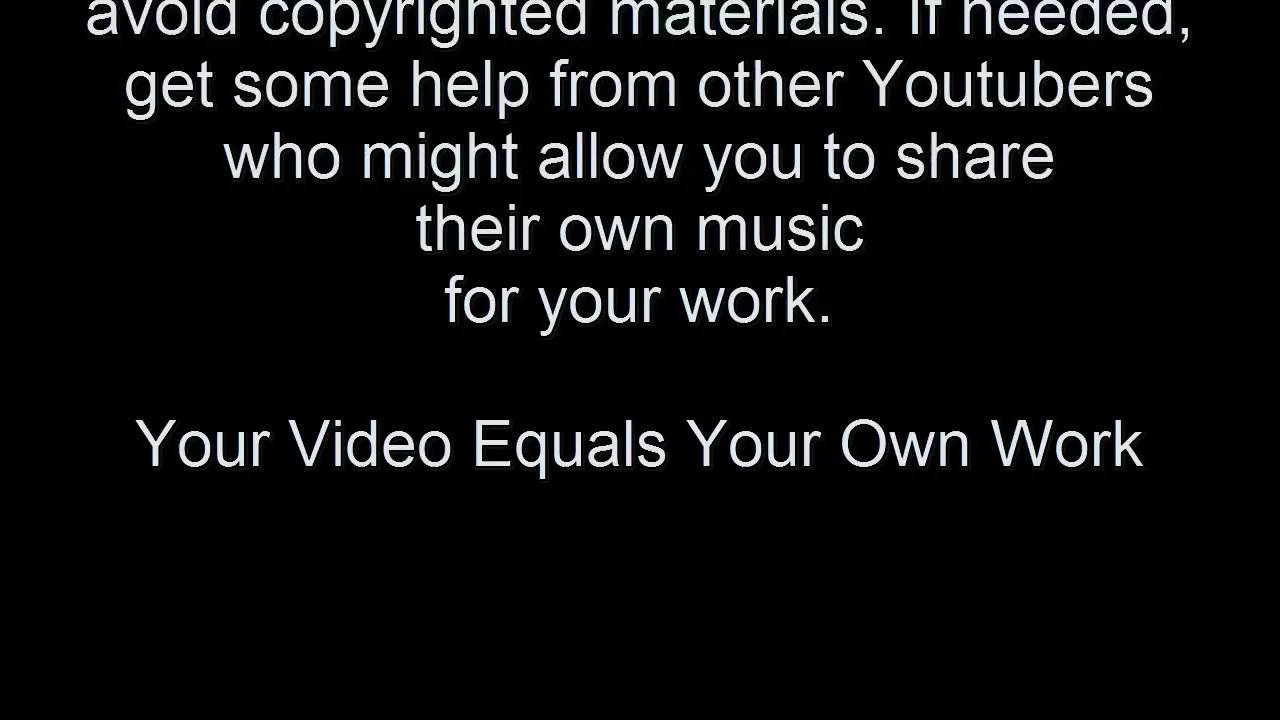 avoid copyrighted materials. If needed,
get some help from other Youtubers
who might allow you to share
their own music
for your work.
Your Video Equals Your Own Work